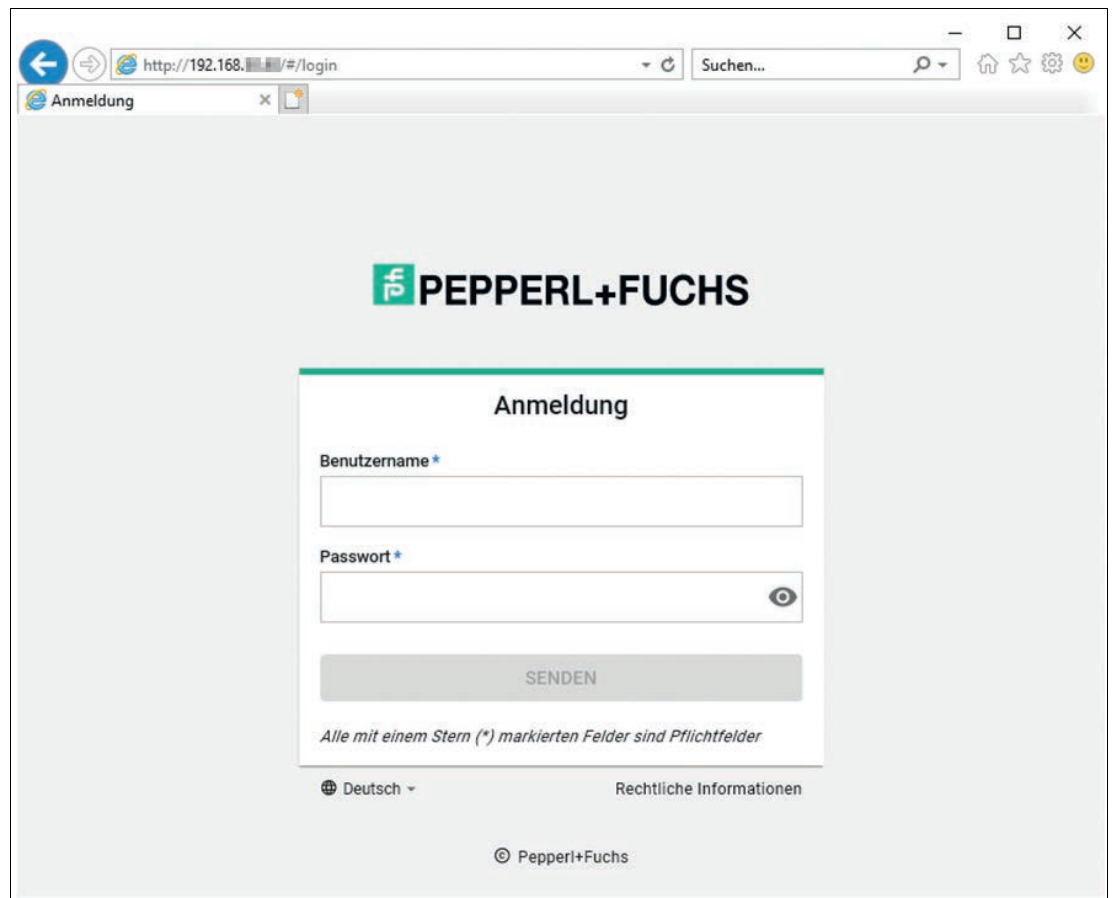 http://192.168. /#/login
Suchen...
Anmeldung
PEPPERL+FUCHS
Anmeldung
Benutzername *
Passwort *
SENDEN
Alle mit einem Stern (*) markierten Felder sind Pflichtfelder
Deutsch
Rechtliche Informationen
© Pepperl+Fuchs